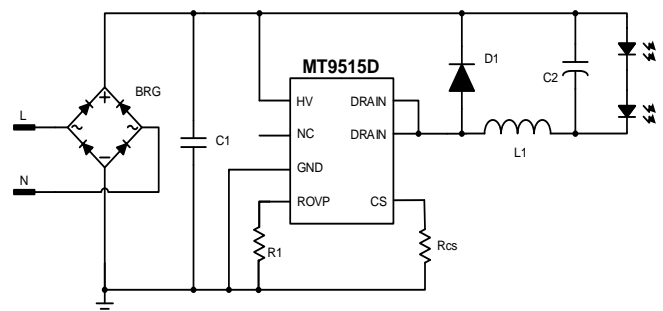 MT9515D
D1
BRG
C2
HV
DRAIN
L
NC
DRAIN
C1
L1
GND
N
ROVP
CS
R1
Rcs